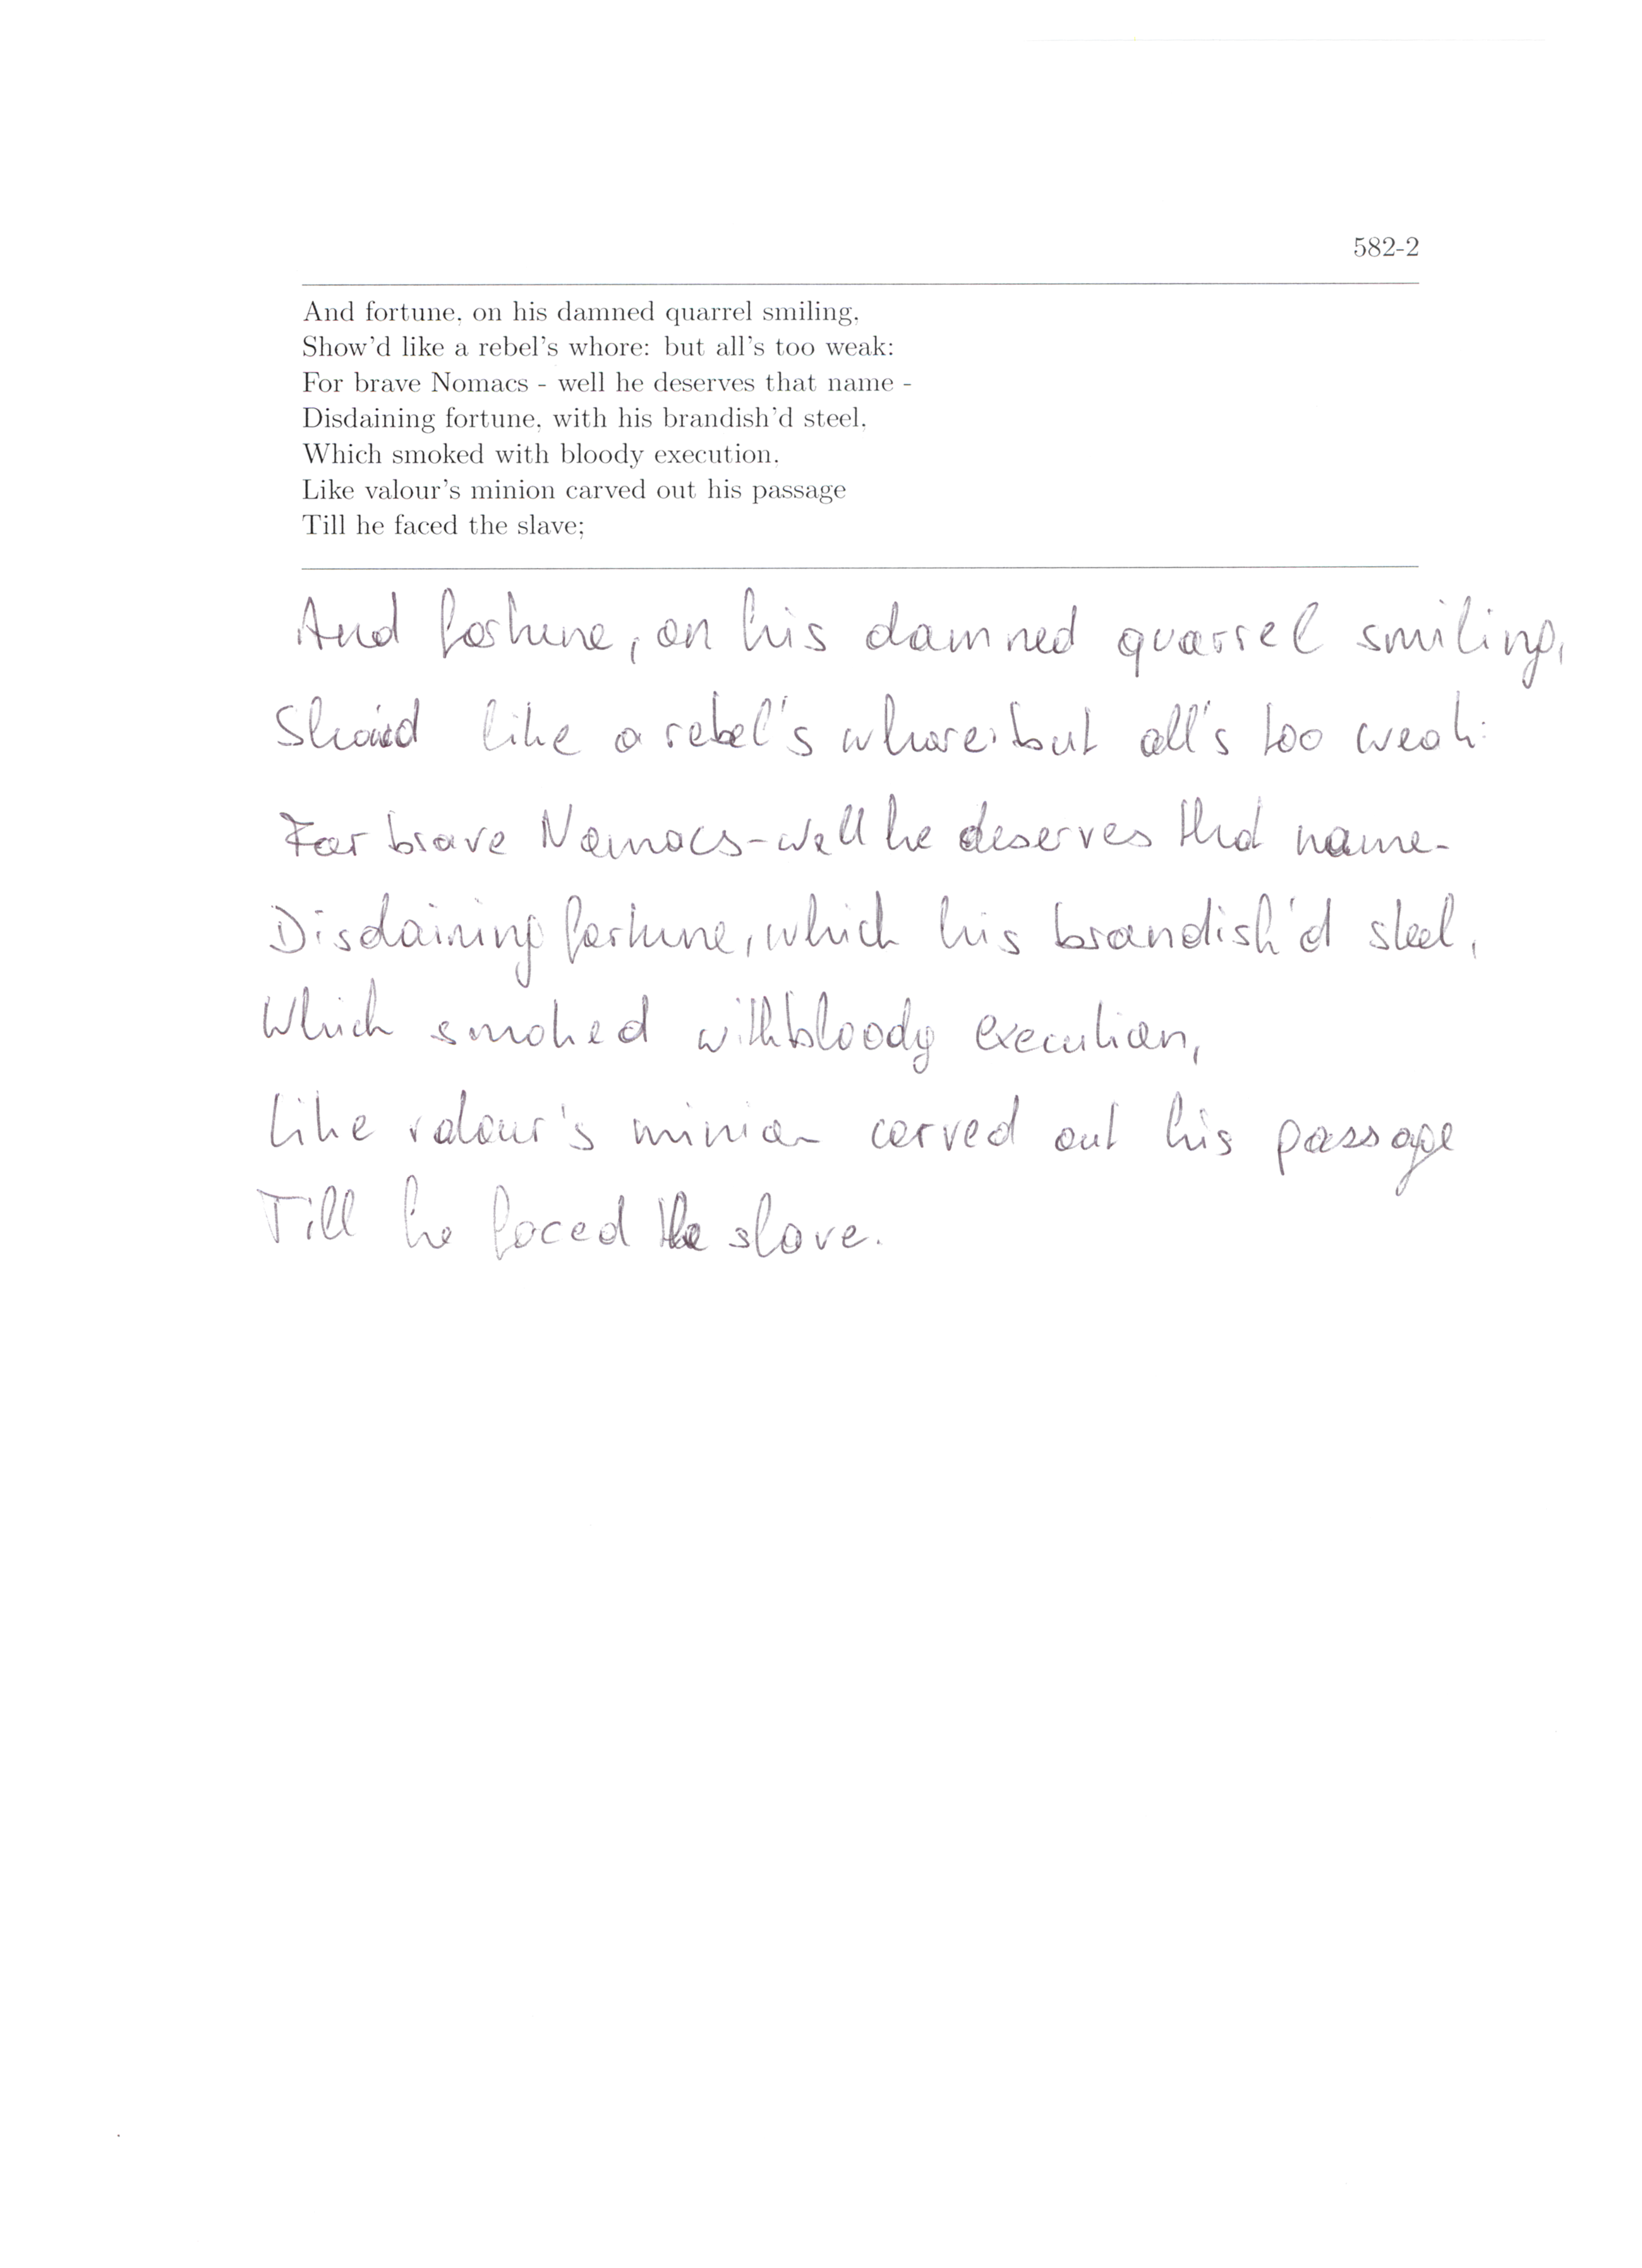 582-2
And fortune, on his damned quarrel smiling,
Show'd like a rebel's whore: but all's too weak:
For brave Nomacs - well he deserves that name -
Disdaining fortune, with his brandish'd steel,
Which smoked with bloody execution,
Like valour's minion carved out his passage
Till he faced the slave;
And fortune, on his damned quarrel smiling,
Show'd like a rebel's whore: but all's too weak:
For brave Nomacs-well he deserves that name-
Disdaining fortune, which his brandish'd steel,
Which smoked with bloody execution,
Like valour's minion carved out his passage
Till he faced the slave.